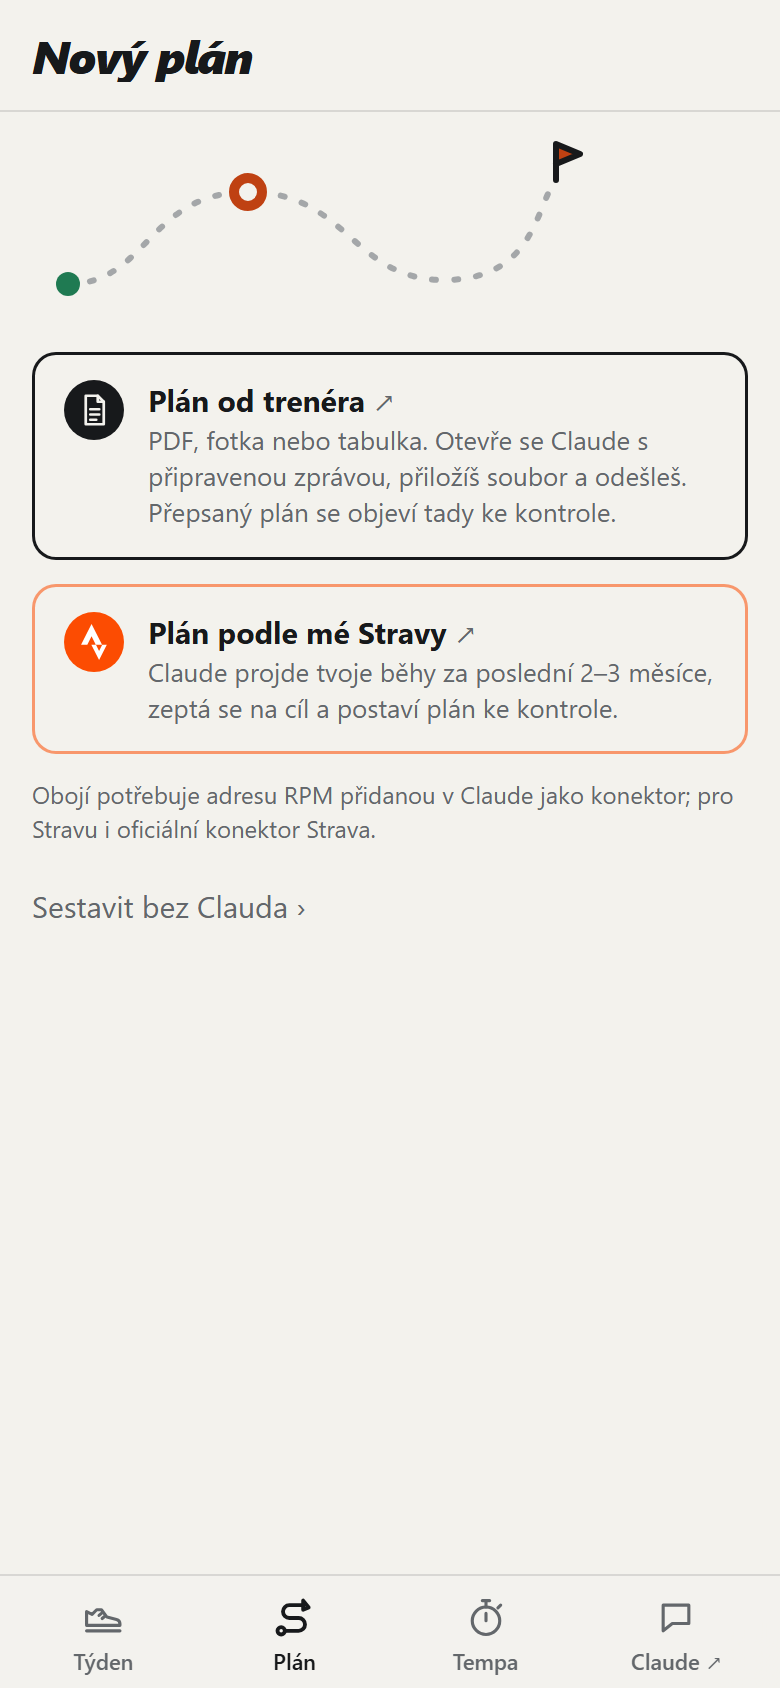 Nový plán
Plán od trenéra ↗
PDF, fotka nebo tabulka. Otevře se Claude s
připravenou zprávou, přiložíš soubor a odešleš.
Přepsaný plán se objeví tady ke kontrole.
Plán podle mé Stravy ↗
Claude projde tvoje běhy za poslední 2–3 měsíce,
zeptá se na cíl a postaví plán ke kontrole.
Obojí potřebuje adresu RPM přidanou v Claude jako konektor; pro
Stravu i oficiální konektor Strava.
Sestavit bez Clauda ›
Týden
Plán
Tempa
Claude ↗